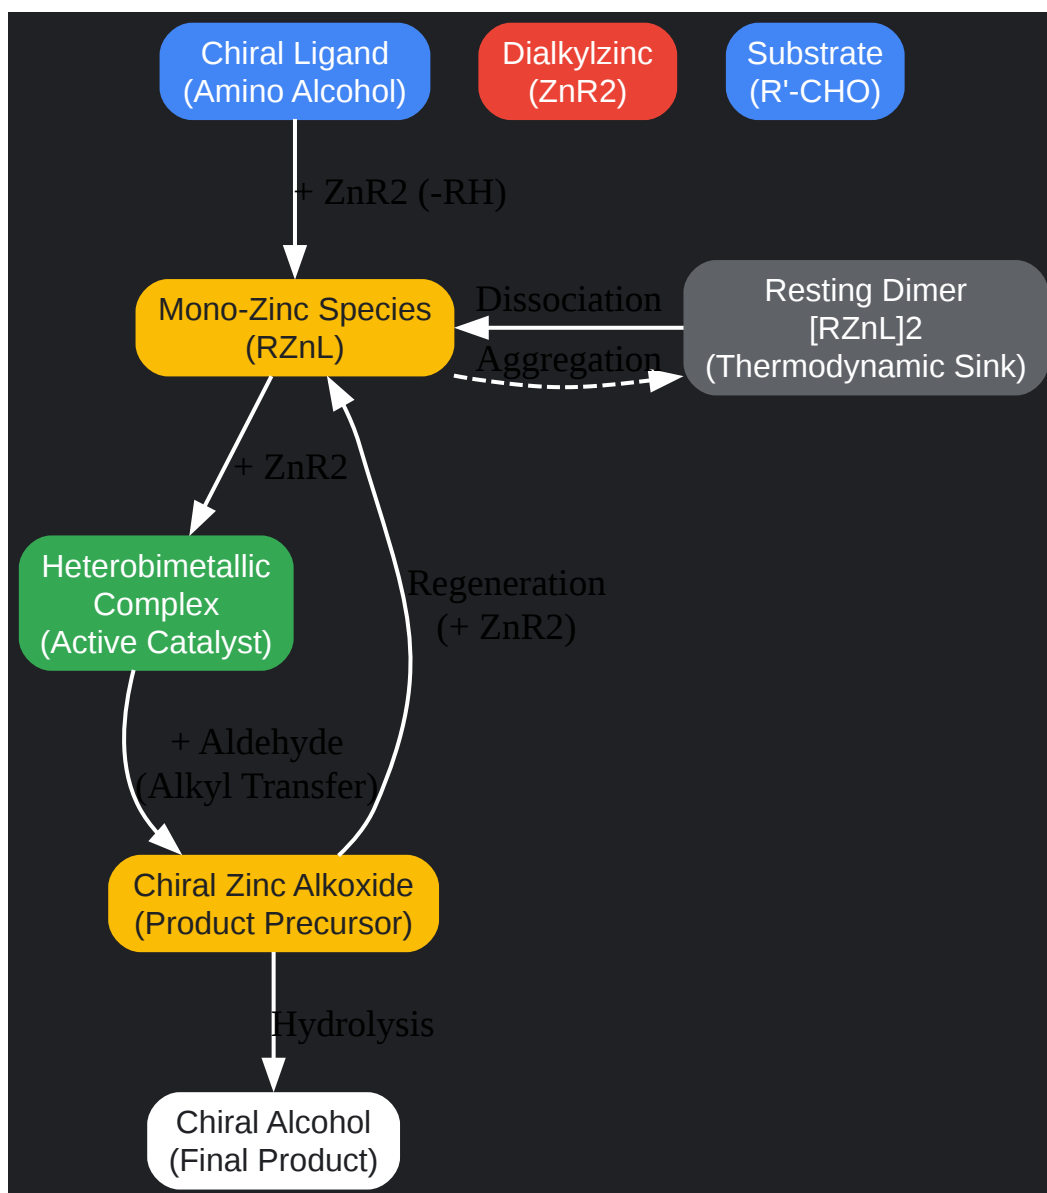 Chiral Ligand
(Amino Alcohol)
Dialkylzinc
(ZnR2)
Substrate
(R'-CHO)
+ ZnR2 (-RH)
Mono-Zinc Species
(RZnL)
Dissociation
Aggregation
Resting Dimer
[RZnL]2
(Thermodynamic Sink)
+ ZnR2
Heterobimetallic
Complex
(Active Catalyst)
Regeneration
(+ ZnR2)
+ Aldehyde
(Alkyl Transfer)
Chiral Zinc Alkoxide
(Product Precursor)
Hydrolysis
Chiral Alcohol
(Final Product)